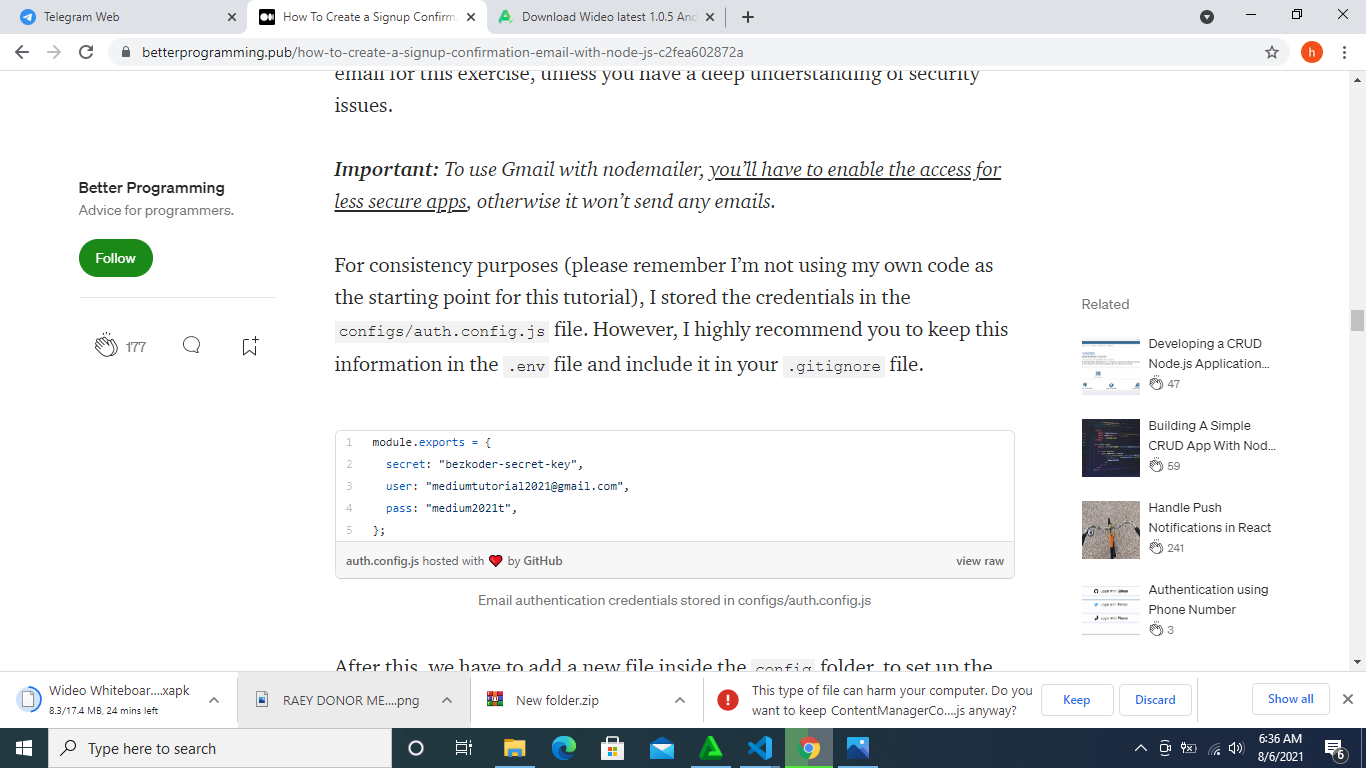 Telegram Web
How To Create a Signup Confirm
Download Wideo latest 1.0.5 And
betterprogramming.pub/how-to-create-a-signup-confirmation-email-with-node-js-c2fea602872a
h
email for this exercise, unless you have a deep understanding of security
issues.
Important: To use Gmail with nodemailer, you'll have to enable the access for
less secure apps, otherwise it won't send any emails.
For consistency purposes (please remember I'm not using my own code as
the starting point for this tutorial), I stored the credentials in the
configs/auth.config.js file. However, I highly recommend you to keep this
information in the .env file and include it in your .gitignore file.
1 module.exports = {
2 secret: "bezkoder-secret-key",
3 user: "mediumtutorial2021@gmail.com",
4 pass: "medium2021t",
5 };
auth.config.js hosted with ❤ by GitHub
view raw
Email authentication credentials stored in configs/auth.config.js
After this, we have to add a new file inside the config folder, to set up the
Better Programming
Advice for programmers.
Follow
177
Related
Developing a CRUD
Node.js Application...
47
Building A Simple
CRUD App With Nod...
59
Handle Push
Notifications in React
241
Authentication using
Phone Number
3
Wideo Whiteboar....xapk
8.3/17.4 MB, 24 mins left
RAEY DONOR ME....png
New folder.zip
This type of file can harm your computer. Do you
want to keep ContentManagerCo....js anyway?
Keep
Discard
Show all
Type here to search
6:36 AM
8/6/2021
6